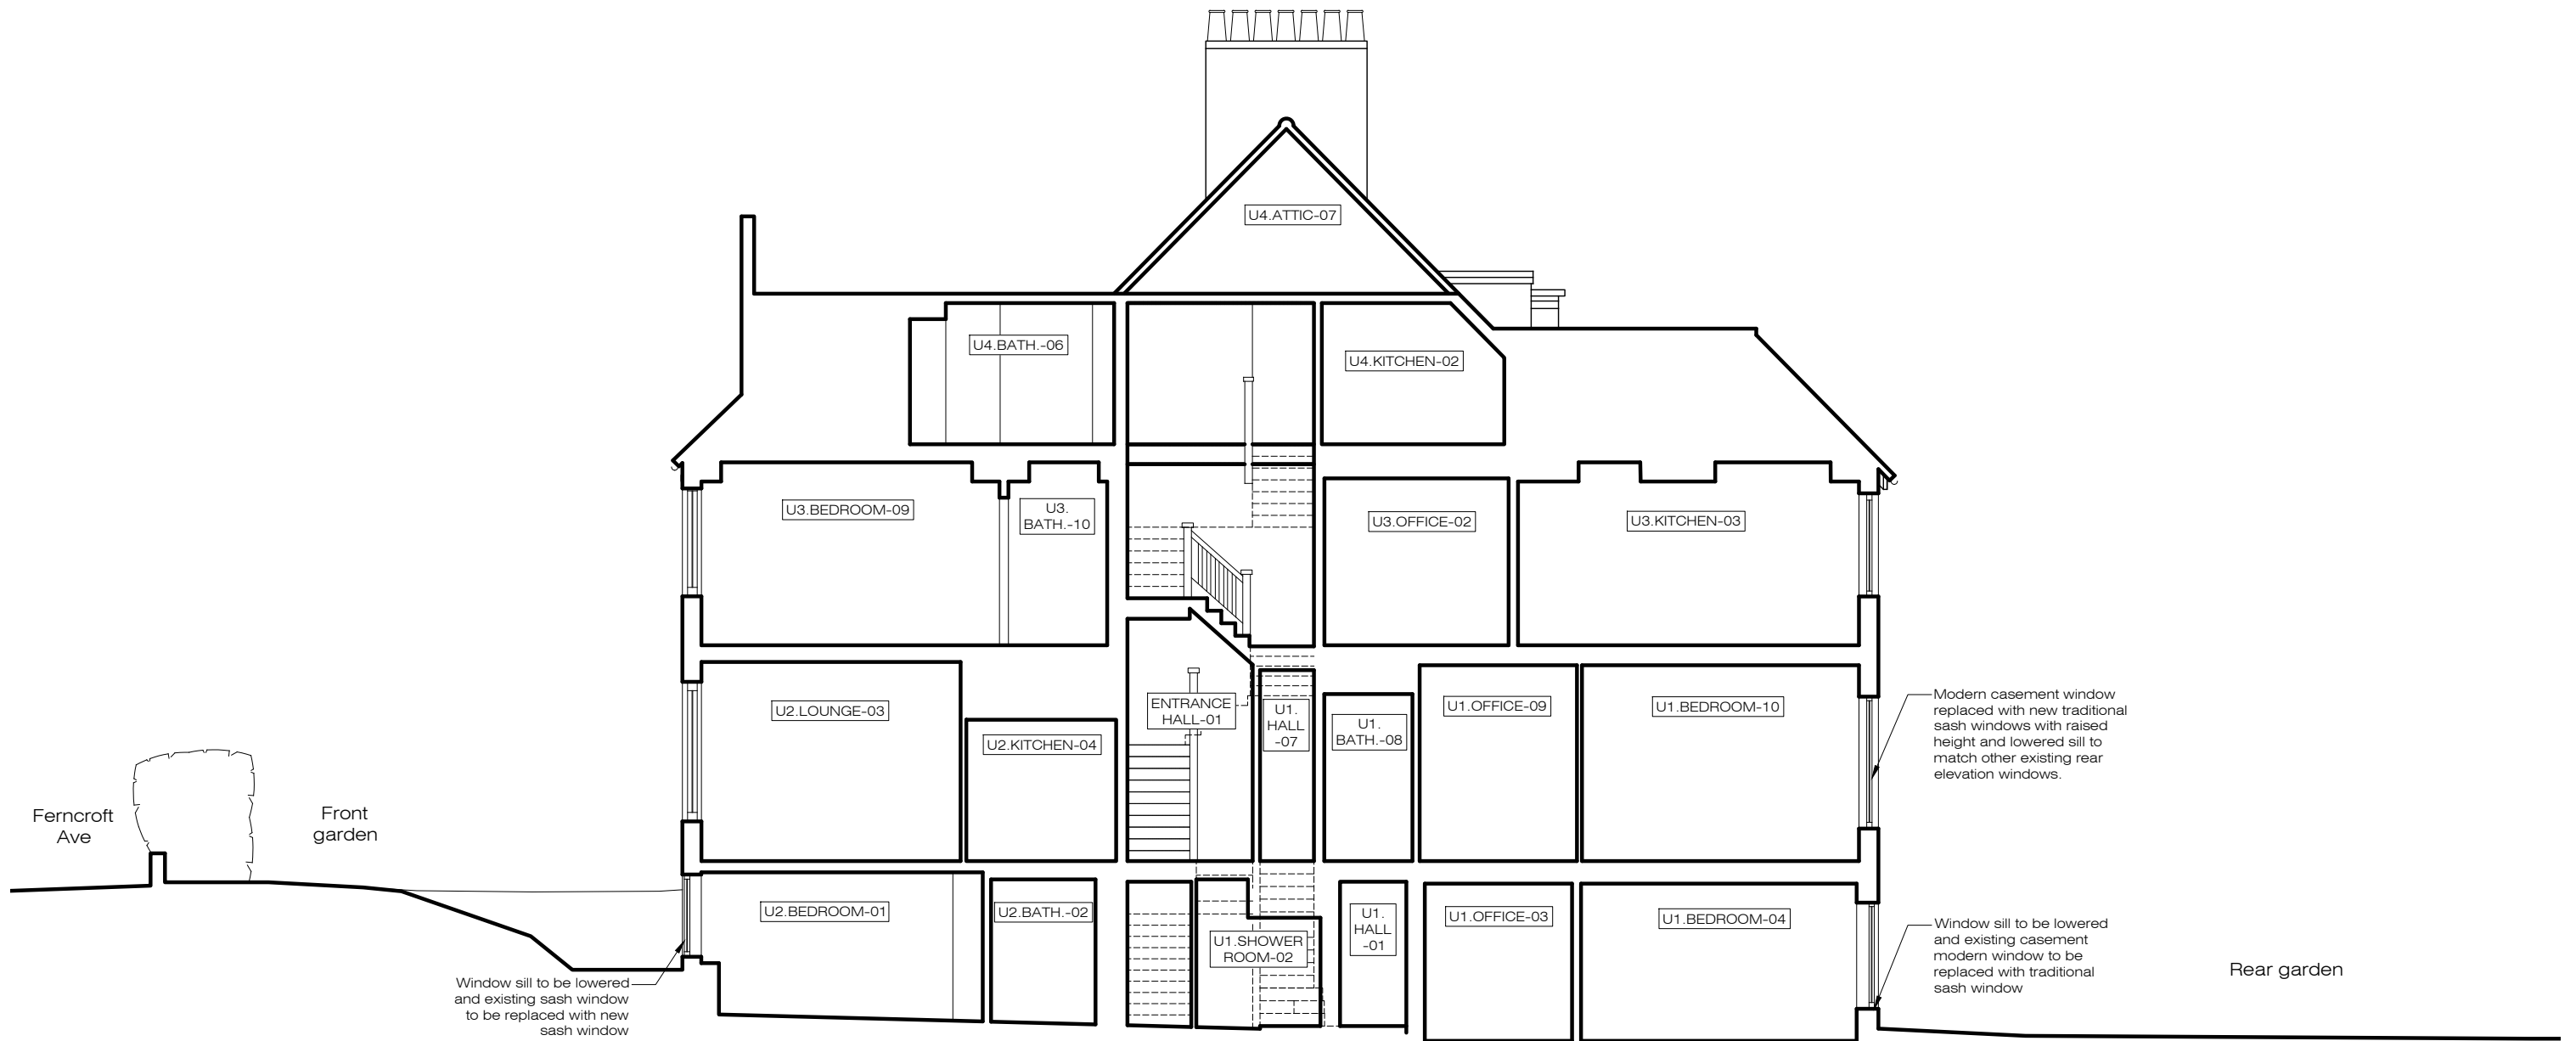 U4.ATTIC-07
U4.BATH.-06
U4.KITCHEN-02
U3.BEDROOM-09
U3.
BATH.-10
U3.OFFICE-02
U3.KITCHEN-03
U2.LOUNGE-03
U2.KITCHEN-04
ENTRANCE
HALL-01
U1.
HALL
-07
U1.
BATH.-08
U1.OFFICE-09
U1.BEDROOM-10
Modern casement window
replaced with new traditional
sash windows with raised
height and lowered sill to
match other existing rear
elevation windows.
Ferncroft
Ave
Front
garden
U2.BEDROOM-01
U2.BATH.-02
U1.SHOWER
ROOM-02
U1.
HALL
-01
U1.OFFICE-03
U1.BEDROOM-04
Window sill to be lowered
and existing casement
modern window to be
replaced with traditional
sash window
Rear garden
Window sill to be lowered
and existing sash window
to be replaced with new
sash window